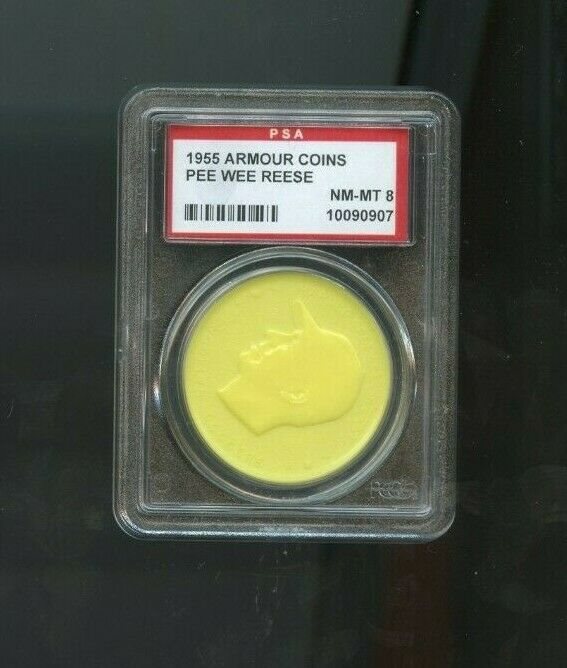 PSA
1955 ARMOUR COINS
PEE WEE REESE
NM-MT 8
10090907